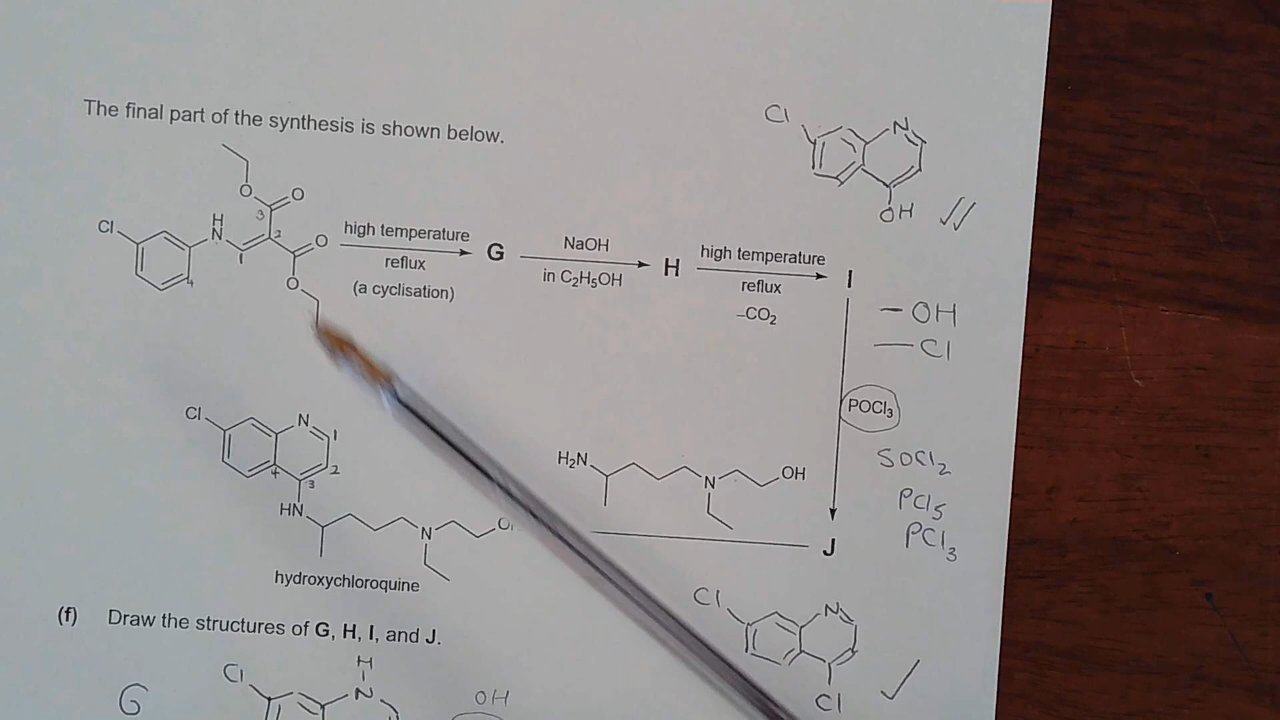 The final part of the synthesis is shown below.
Cl
N
OH
O
O
3
Cl
H
N
1
2
O
O
4
high temperature
reflux
(a cyclisation)
G
NaOH
in C₂H₅OH
H
high temperature
reflux
–CO₂
I
— OH
— Cl
POCl₃
SOCl₂
PCl₅
PCl₃
Cl
N
1
2
3
4
HN
N
hydroxychloroquine
H₂N
N
OH
J
Cl
N
Cl
(f) Draw the structures of G, H, I, and J.
G
Cl
H
N
OH